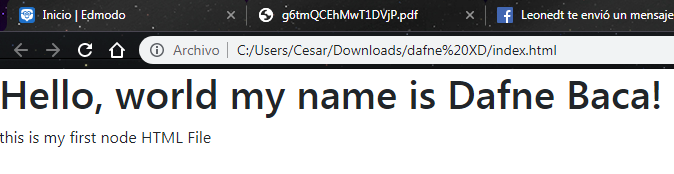 Inicio | Edmodo
g6tmQCEhMwT1DVjP.pdf
Leonedt te envió un mensaje
Archivo
C:/Users/Cesar/Downloads/dafne%20XD/index.html
Hello, world my name is Dafne Baca!
this is my first node HTML File